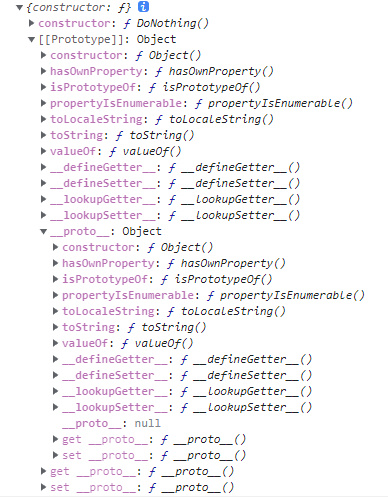 {constructor: ƒ} i
constructor: ƒ DoNothing()
[[Prototype]]: Object
constructor: ƒ Object()
hasOwnProperty: ƒ hasOwnProperty()
isPrototypeOf: ƒ isPrototypeOf()
propertyIsEnumerable: ƒ propertyIsEnumerable()
toLocaleString: ƒ toLocaleString()
toString: ƒ toString()
valueOf: ƒ valueOf()
__defineGetter__: ƒ __defineGetter__()
__defineSetter__: ƒ __defineSetter__()
__lookupGetter__: ƒ __lookupGetter__()
__lookupSetter__: ƒ __lookupSetter__()
__proto__: Object
constructor: ƒ Object()
hasOwnProperty: ƒ hasOwnProperty()
isPrototypeOf: ƒ isPrototypeOf()
propertyIsEnumerable: ƒ propertyIsEnumerable()
toLocaleString: ƒ toLocaleString()
toString: ƒ toString()
valueOf: ƒ valueOf()
__defineGetter__: ƒ __defineGetter__()
__defineSetter__: ƒ __defineSetter__()
__lookupGetter__: ƒ __lookupGetter__()
__lookupSetter__: ƒ __lookupSetter__()
__proto__: null
get __proto__: ƒ __proto__()
set __proto__: ƒ __proto__()
get __proto__: ƒ __proto__()
set __proto__: ƒ __proto__()